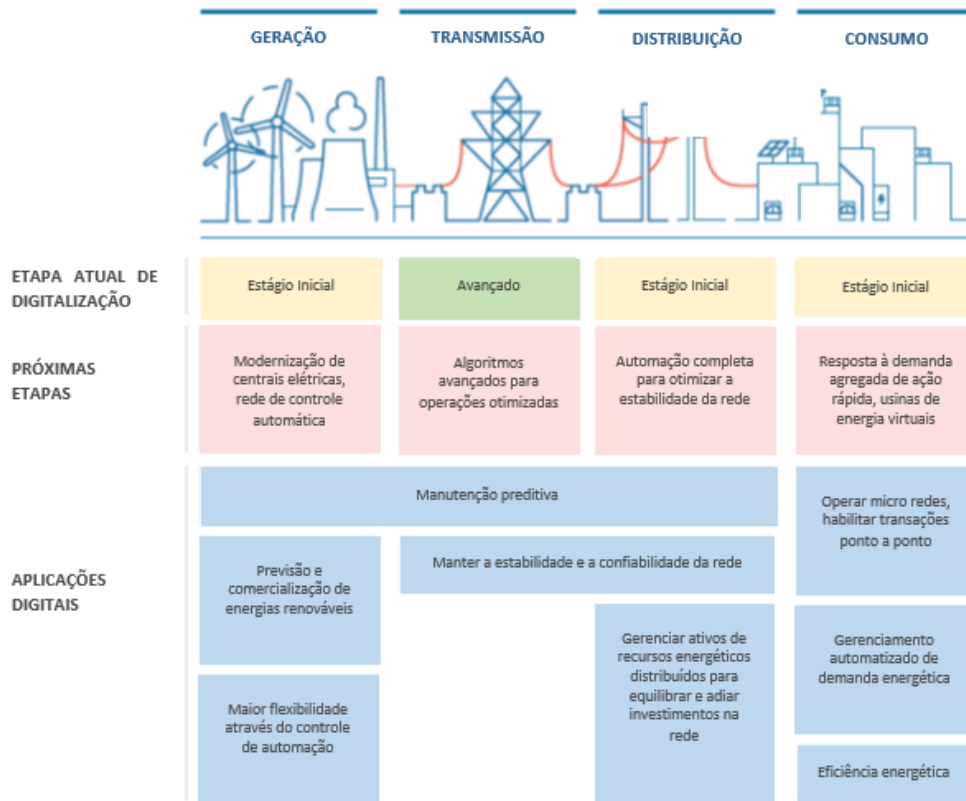 GERAÇÃO
TRANSMISSÃO
DISTRIBUIÇÃO
CONSUMO
ETAPA ATUAL DE
DIGITALIZAÇÃO
Estágio Inicial
Avançado
Estágio Inicial
Estágio Inicial
PRÓXIMAS
ETAPAS
Modernização de
centrais elétricas,
rede de controle
automática
Algoritmos
avançados para
operações otimizadas
Automação completa
para otimizar a
estabilidade da rede
Resposta à demanda
agregada de ação
rápida, usinas de
energia virtuais
APLICAÇÕES
DIGITAIS
Manutenção preditiva
Operar micro redes,
habilitar transações
ponto a ponto
Previsão e
comercialização de
energias renováveis
Manter a estabilidade e a confiabilidade da rede
Gerenciar ativos de
recursos energéticos
distribuídos para
equilibrar e adiar
investimentos na
rede
Gerenciamento
automatizado de
demanda energética
Maior flexibilidade
através do controle
de automação
Eficiência energética